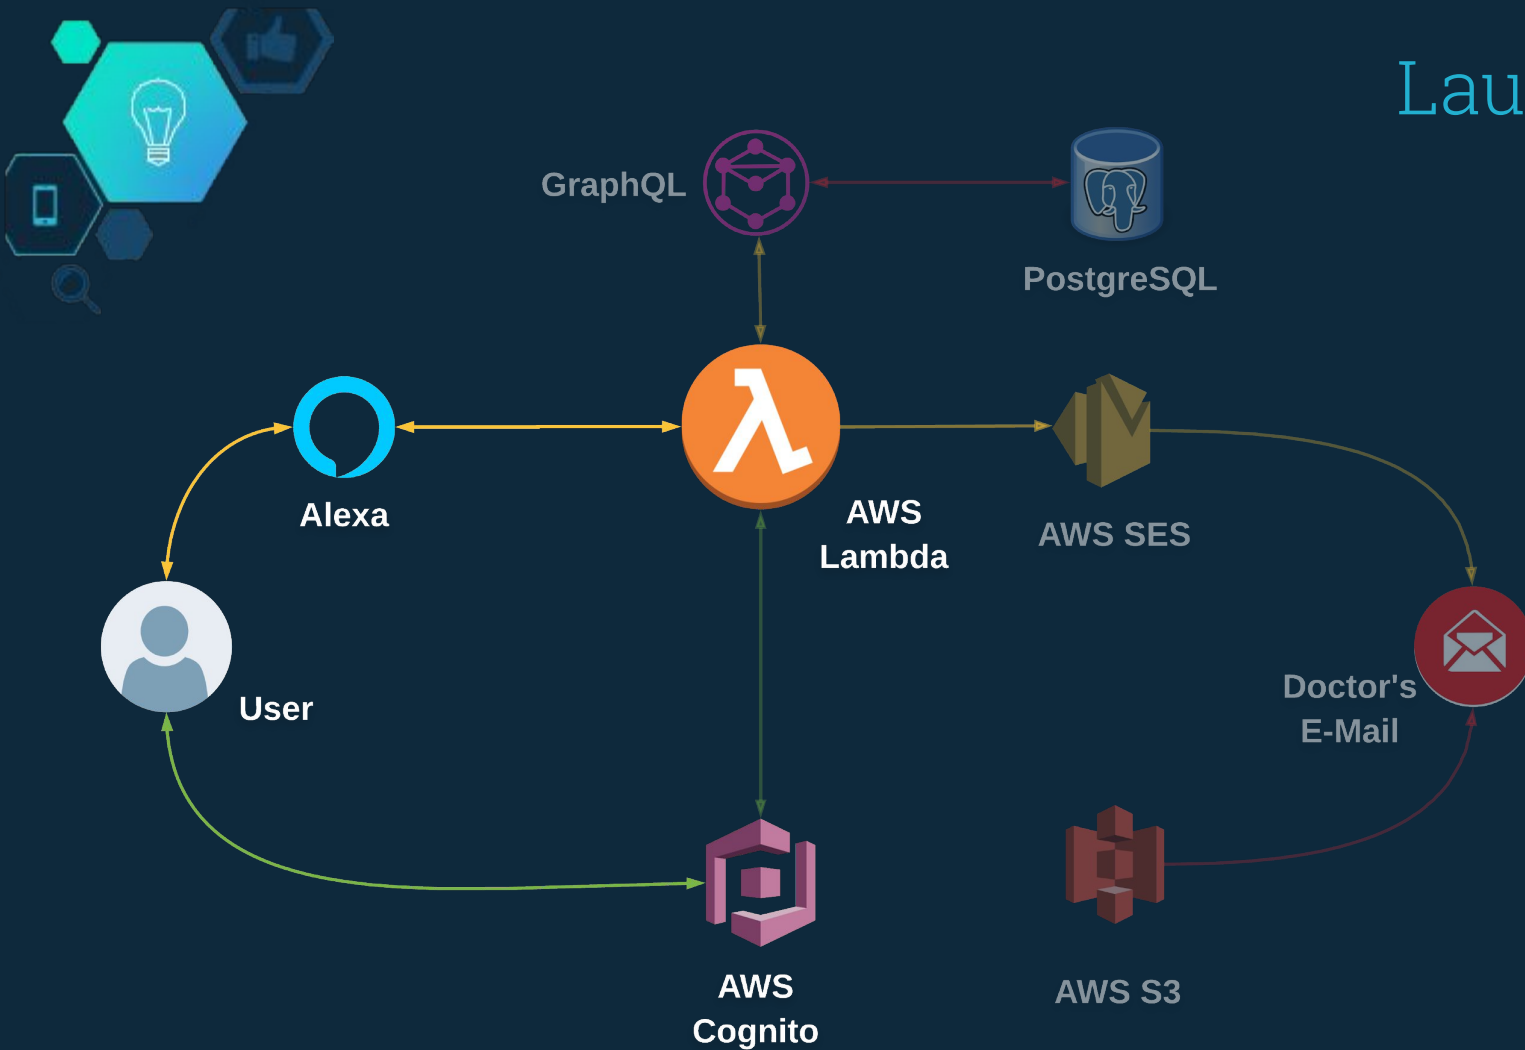 Lau
GraphQL
PostgreSQL
Alexa
AWS
Lambda
AWS SES
User
Doctor's
E-Mail
AWS
Cognito
AWS S3